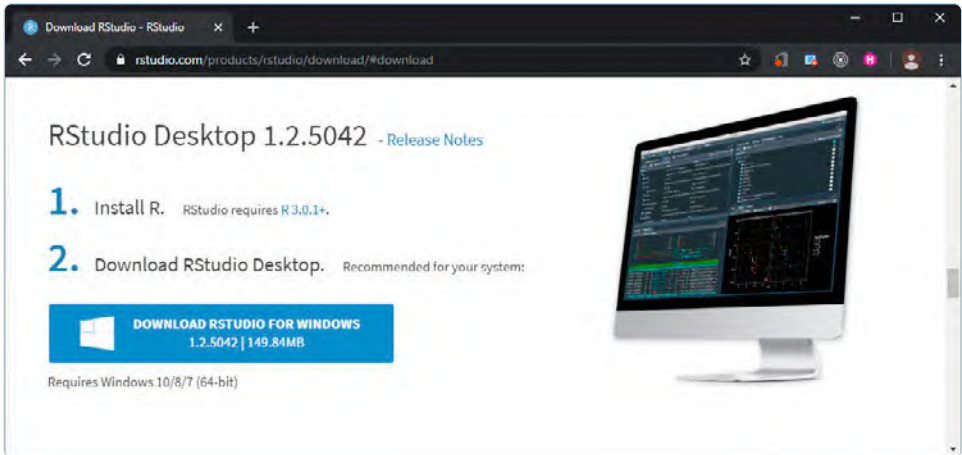 Download RStudio - RStudio
rstudio.com/products/rstudio/download/#download
RStudio Desktop 1.2.5042 - Release Notes
1. Install R. RStudio requires R 3.0.1+.
2. Download RStudio Desktop. Recommended for your system:
DOWNLOAD RSTUDIO FOR WINDOWS
1.2.5042 | 149.84MB
Requires Windows 10/8/7 (64-bit)